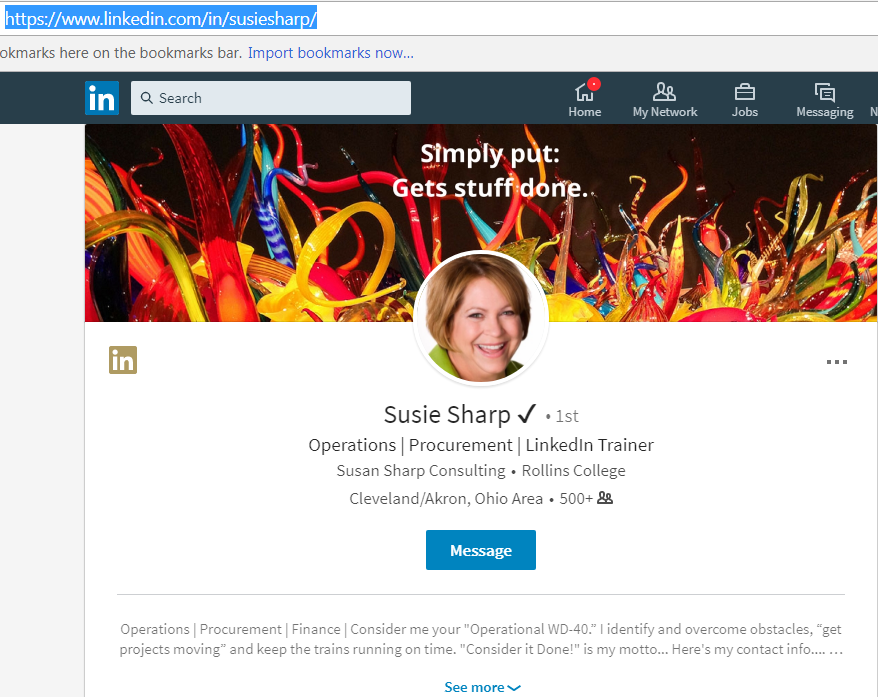 https://www.linkedin.com/in/susiesharp/
okmarks here on the bookmarks bar. Import bookmarks now...
in Search
Home My Network Jobs Messaging N
Simply put:
Gets stuff done.
in
Susie Sharp ✓ • 1st
Operations | Procurement | LinkedIn Trainer
Susan Sharp Consulting • Rollins College
Cleveland/Akron, Ohio Area • 500+
Message
Operations | Procurement | Finance | Consider me your "Operational WD-40.” I identify and overcome obstacles, “get
projects moving” and keep the trains running on time. "Consider it Done!" is my motto... Here's my contact info.... …
See more